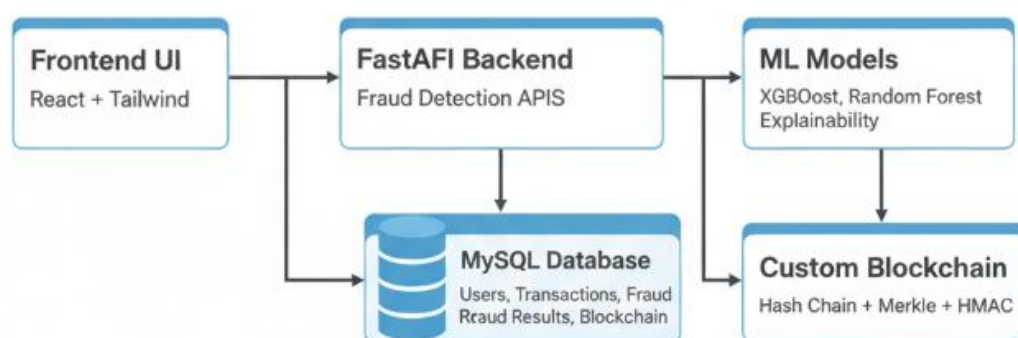 Frontend UI
React + Tailwind
FastAFI Backend
Fraud Detection APIS
ML Models
XGBOost, Random Forest
Explainability
MySQL Database
Users, Transactions, Fraud
Rraud Results, Blockchain
Custom Blockchain
Hash Chain + Merkle + HMAC